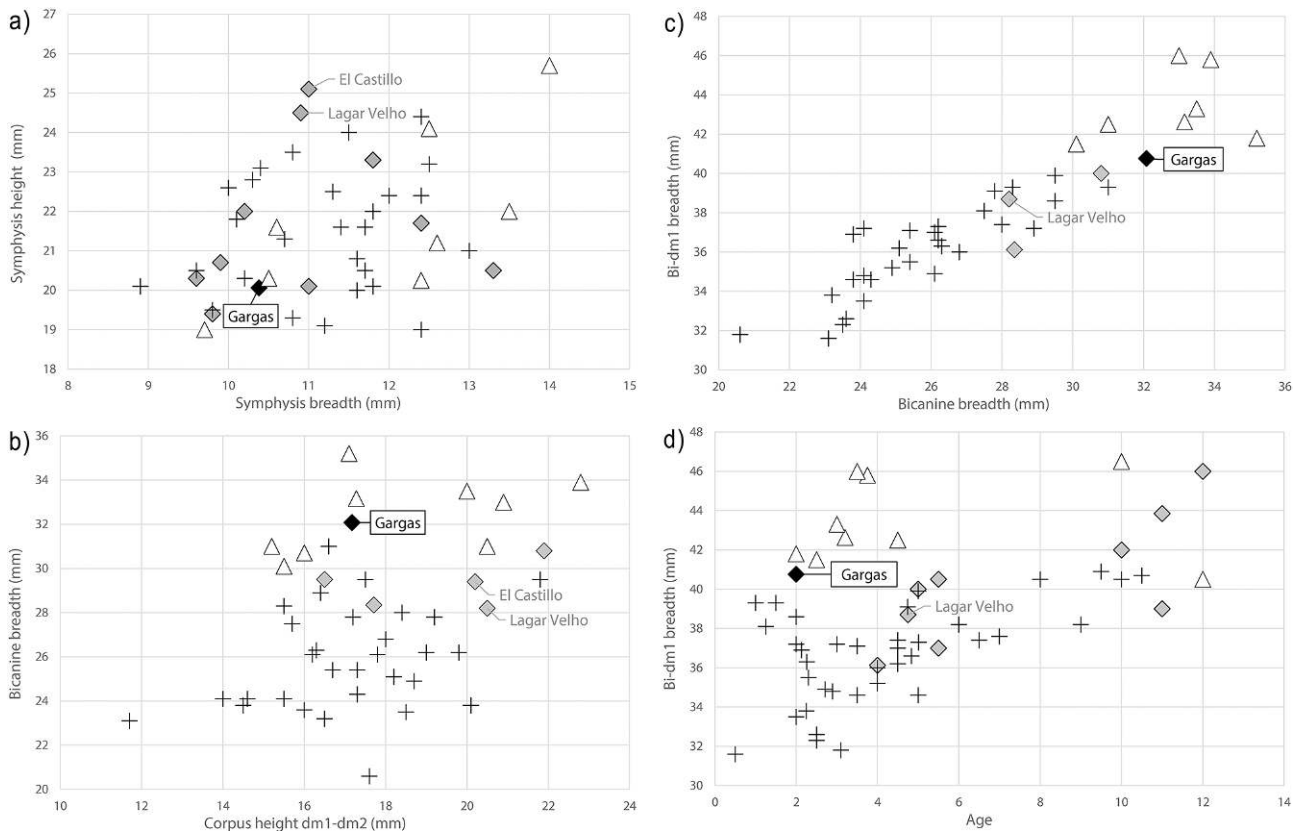 a)
27
26
25
24
23
22
21
20
19
18
Symphysis height (mm)
El Castillo
Lagar Velho
Gargas
8 9 10 11 12 13 14 15
Symphysis breadth (mm)
c)
48
46
44
42
40
38
36
34
32
30
Bi-dm1 breadth (mm)
Gargas
Lagar Velho
20 22 24 26 28 30 32 34 36
Bicanine breadth (mm)
b)
36
34
32
30
28
26
24
22
20
Bicanine breadth (mm)
Gargas
El Castillo
Lagar Velho
10 12 14 16 18 20 22 24
Corpus height dm1-dm2 (mm)
d)
48
46
44
42
40
38
36
34
32
30
Bi-dm1 breadth (mm)
Gargas
Lagar Velho
0 2 4 6 8 10 12 14
Age